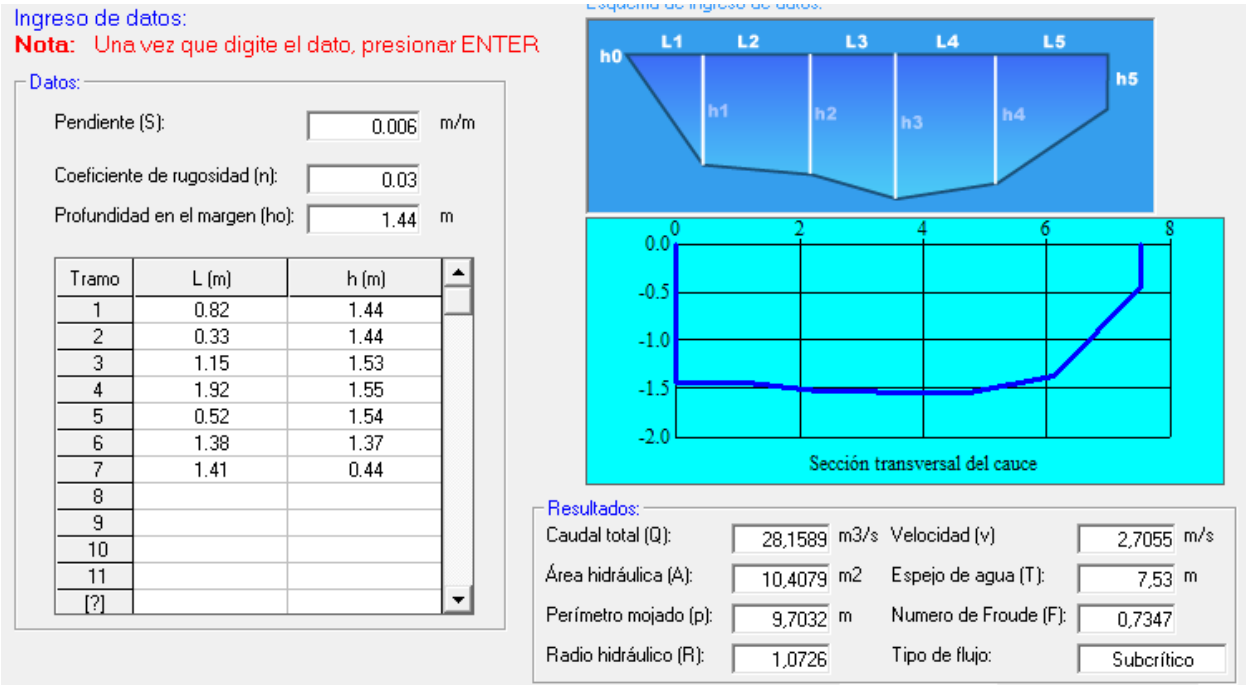 Ingreso de datos:
Nota: Una vez que digite el dato, presionar ENTER
Datos:
Pendiente (S): 0.006 m/m
Coeficiente de rugosidad (n): 0.03
Profundidad en el margen (ho): 1.44 m
Tramo L (m) h (m)
1 0.82 1.44
2 0.33 1.44
3 1.15 1.53
4 1.92 1.55
5 0.52 1.54
6 1.38 1.37
7 1.41 0.44
8
9
10
11
[?]
Esquema de ingreso de datos:
L1 L2 L3 L4 L5
h0 h1 h2 h3 h4 h5
0 2 4 6 8
0.0
-0.5
-1.0
-1.5
-2.0
Sección transversal del cauce
Resultados:
Caudal total (Q): 28,1589 m3/s Velocidad (v) 2,7055 m/s
Área hidráulica (A): 10,4079 m2 Espejo de agua (T): 7,53 m
Perímetro mojado (p): 9,7032 m Numero de Froude (F): 0,7347
Radio hidráulico (R): 1,0726 Tipo de flujo: Subcrítico